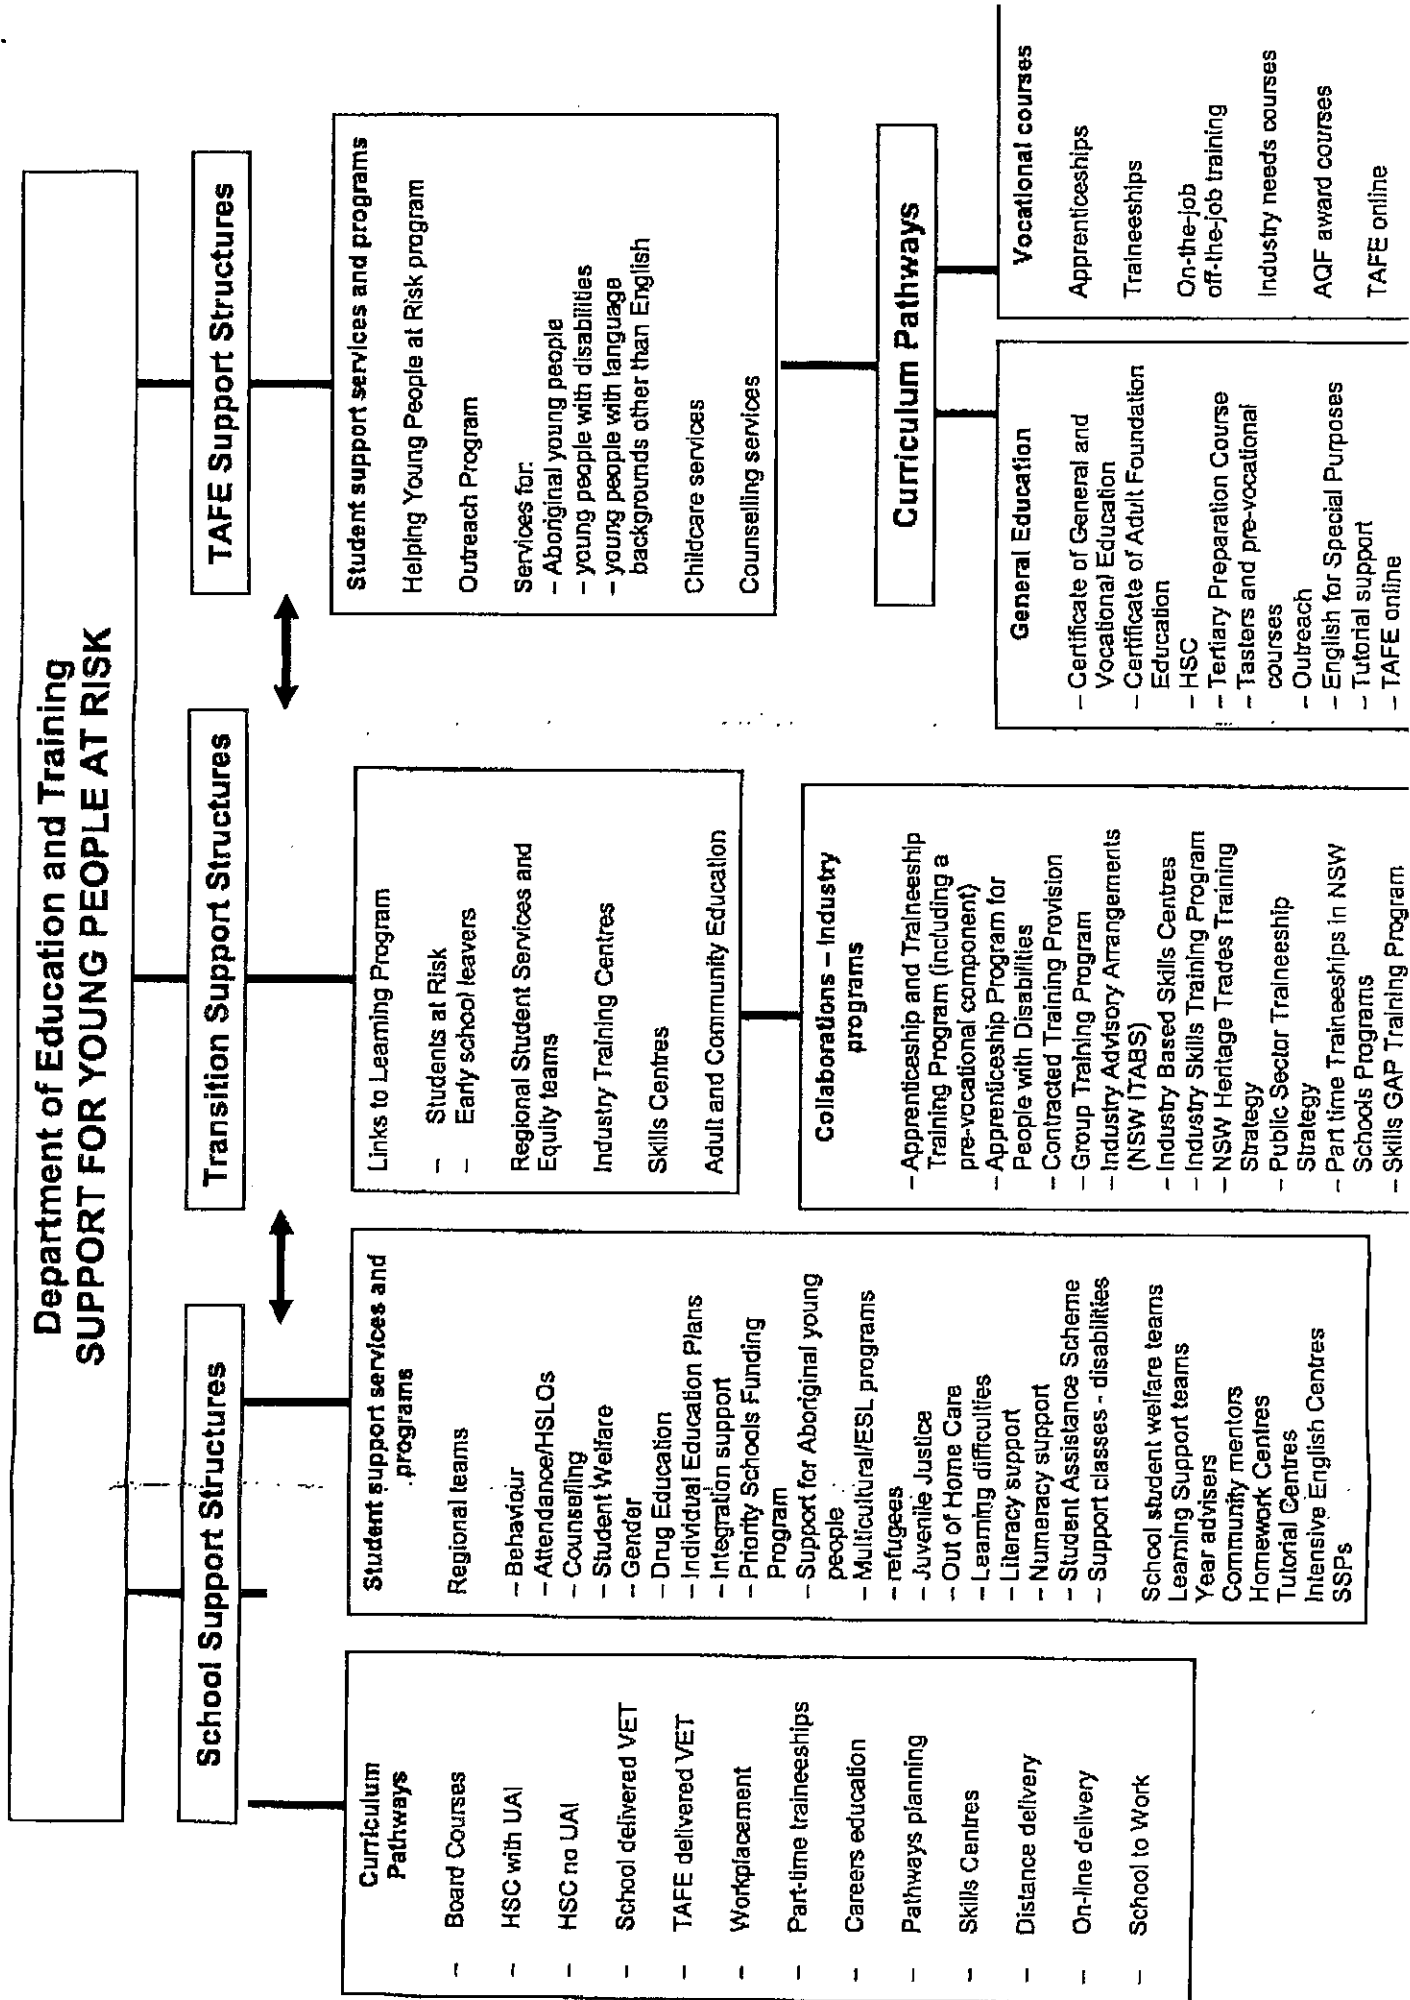 Department of Education and Training
SUPPORT FOR YOUNG PEOPLE AT RISK
School Support Structures
Transition Support Structures
TAFE Support Structures
Curriculum
Pathways
– Board Courses
– HSC with UAI
– HSC no UAI
– School delivered VET
– TAFE delivered VET
– Workplacement
– Part-time traineeships
– Careers education
– Pathways planning
– Skills Centres
– Distance delivery
– On-line delivery
– School to Work
Student support services and
programs
Regional teams
– Behaviour
– Attendance/HSLOs
– Counselling
– Student Welfare
– Gender
– Drug Education
– Individual Education Plans
– Integration support
– Priority Schools Funding
Program
– Support for Aboriginal young
people
– Multicultural/ESL programs
– refugees
– Juvenile Justice
– Out of Home Care
– Learning difficulties
– Literacy support
– Numeracy support
– Student Assistance Scheme
– Support classes - disabilities
School student welfare teams
Learning Support teams
Year advisers
Community mentors
Homework Centres
Tutorial Centres
Intensive English Centres
SSPs
Links to Learning Program
– Students at Risk
– Early school leavers
Regional Student Services and
Equity teams
Industry Training Centres
Skills Centres
Adult and Community Education
Collaborations – Industry
programs
– Apprenticeship and Traineeship
Training Program (including a
pre-vocational component)
– Apprenticeship Program for
People with Disabilities
– Contracted Training Provision
– Group Training Program
– Industry Advisory Arrangements
(NSW ITABS)
– Industry Based Skills Centres
– Industry Skills Training Program
– NSW Heritage Trades Training
Strategy
– Public Sector Traineeship
Strategy
– Part time Traineeships in NSW
Schools Programs
– Skills GAP Training Program
Student support services and programs
Helping Young People at Risk program
Outreach Program
Services for:
– Aboriginal young people
– young people with disabilities
– young people with language
backgrounds other than English
Childcare services
Counselling services
Curriculum Pathways
General Education
– Certificate of General and
Vocational Education
– Certificate of Adult Foundation
Education
– HSC
– Tertiary Preparation Course
– Tasters and pre-vocational
courses
– Outreach
– English for Special Purposes
– Tutorial support
– TAFE online
Vocational courses
Apprenticeships
Traineeships
On-the-job
off-the-job training
Industry needs courses
AQF award courses
TAFE online